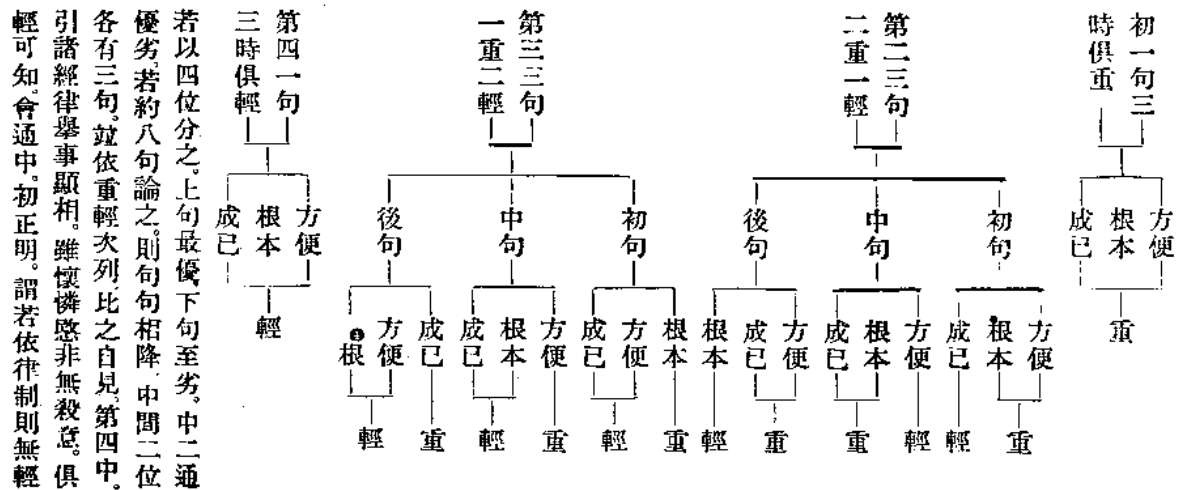 初一句三
時俱重
方便
根本
成已
重
第二三句
二重一輕
初句
方便
根本
重
成已
輕
中句
方便
輕
根本
成已
重
後句
方便
成已
重
根本
輕
第三三句
一重二輕
初句
根本
重
方便
成已
輕
中句
方便
重
根本
成已
輕
後句
成已
重
方便
根
輕
第四一句
三時俱輕
方便
根本
成已
輕
若以四位分之。上句最優。下句至劣。中二通
優劣。若約八句論之。則句句相降。中間二位
各有三句。竝依重輕次列。比之自見。第四中。
引諸經律舉事顯相。雖懷憐愍非無殺意。俱
輕可知。會通中。初正明。謂若依律制則無輕